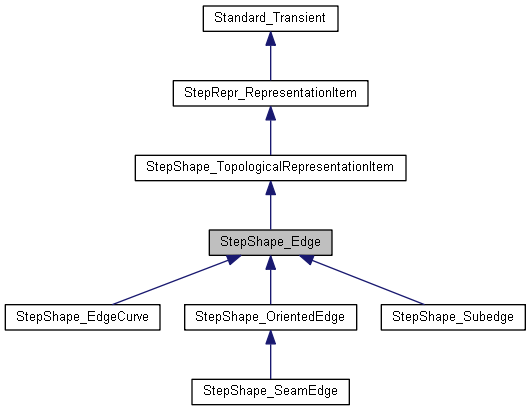 Standard_Transient
StepRepr_RepresentationItem
StepShape_TopologicalRepresentationItem
StepShape_Edge
StepShape_EdgeCurve
StepShape_OrientedEdge
StepShape_Subedge
StepShape_SeamEdge